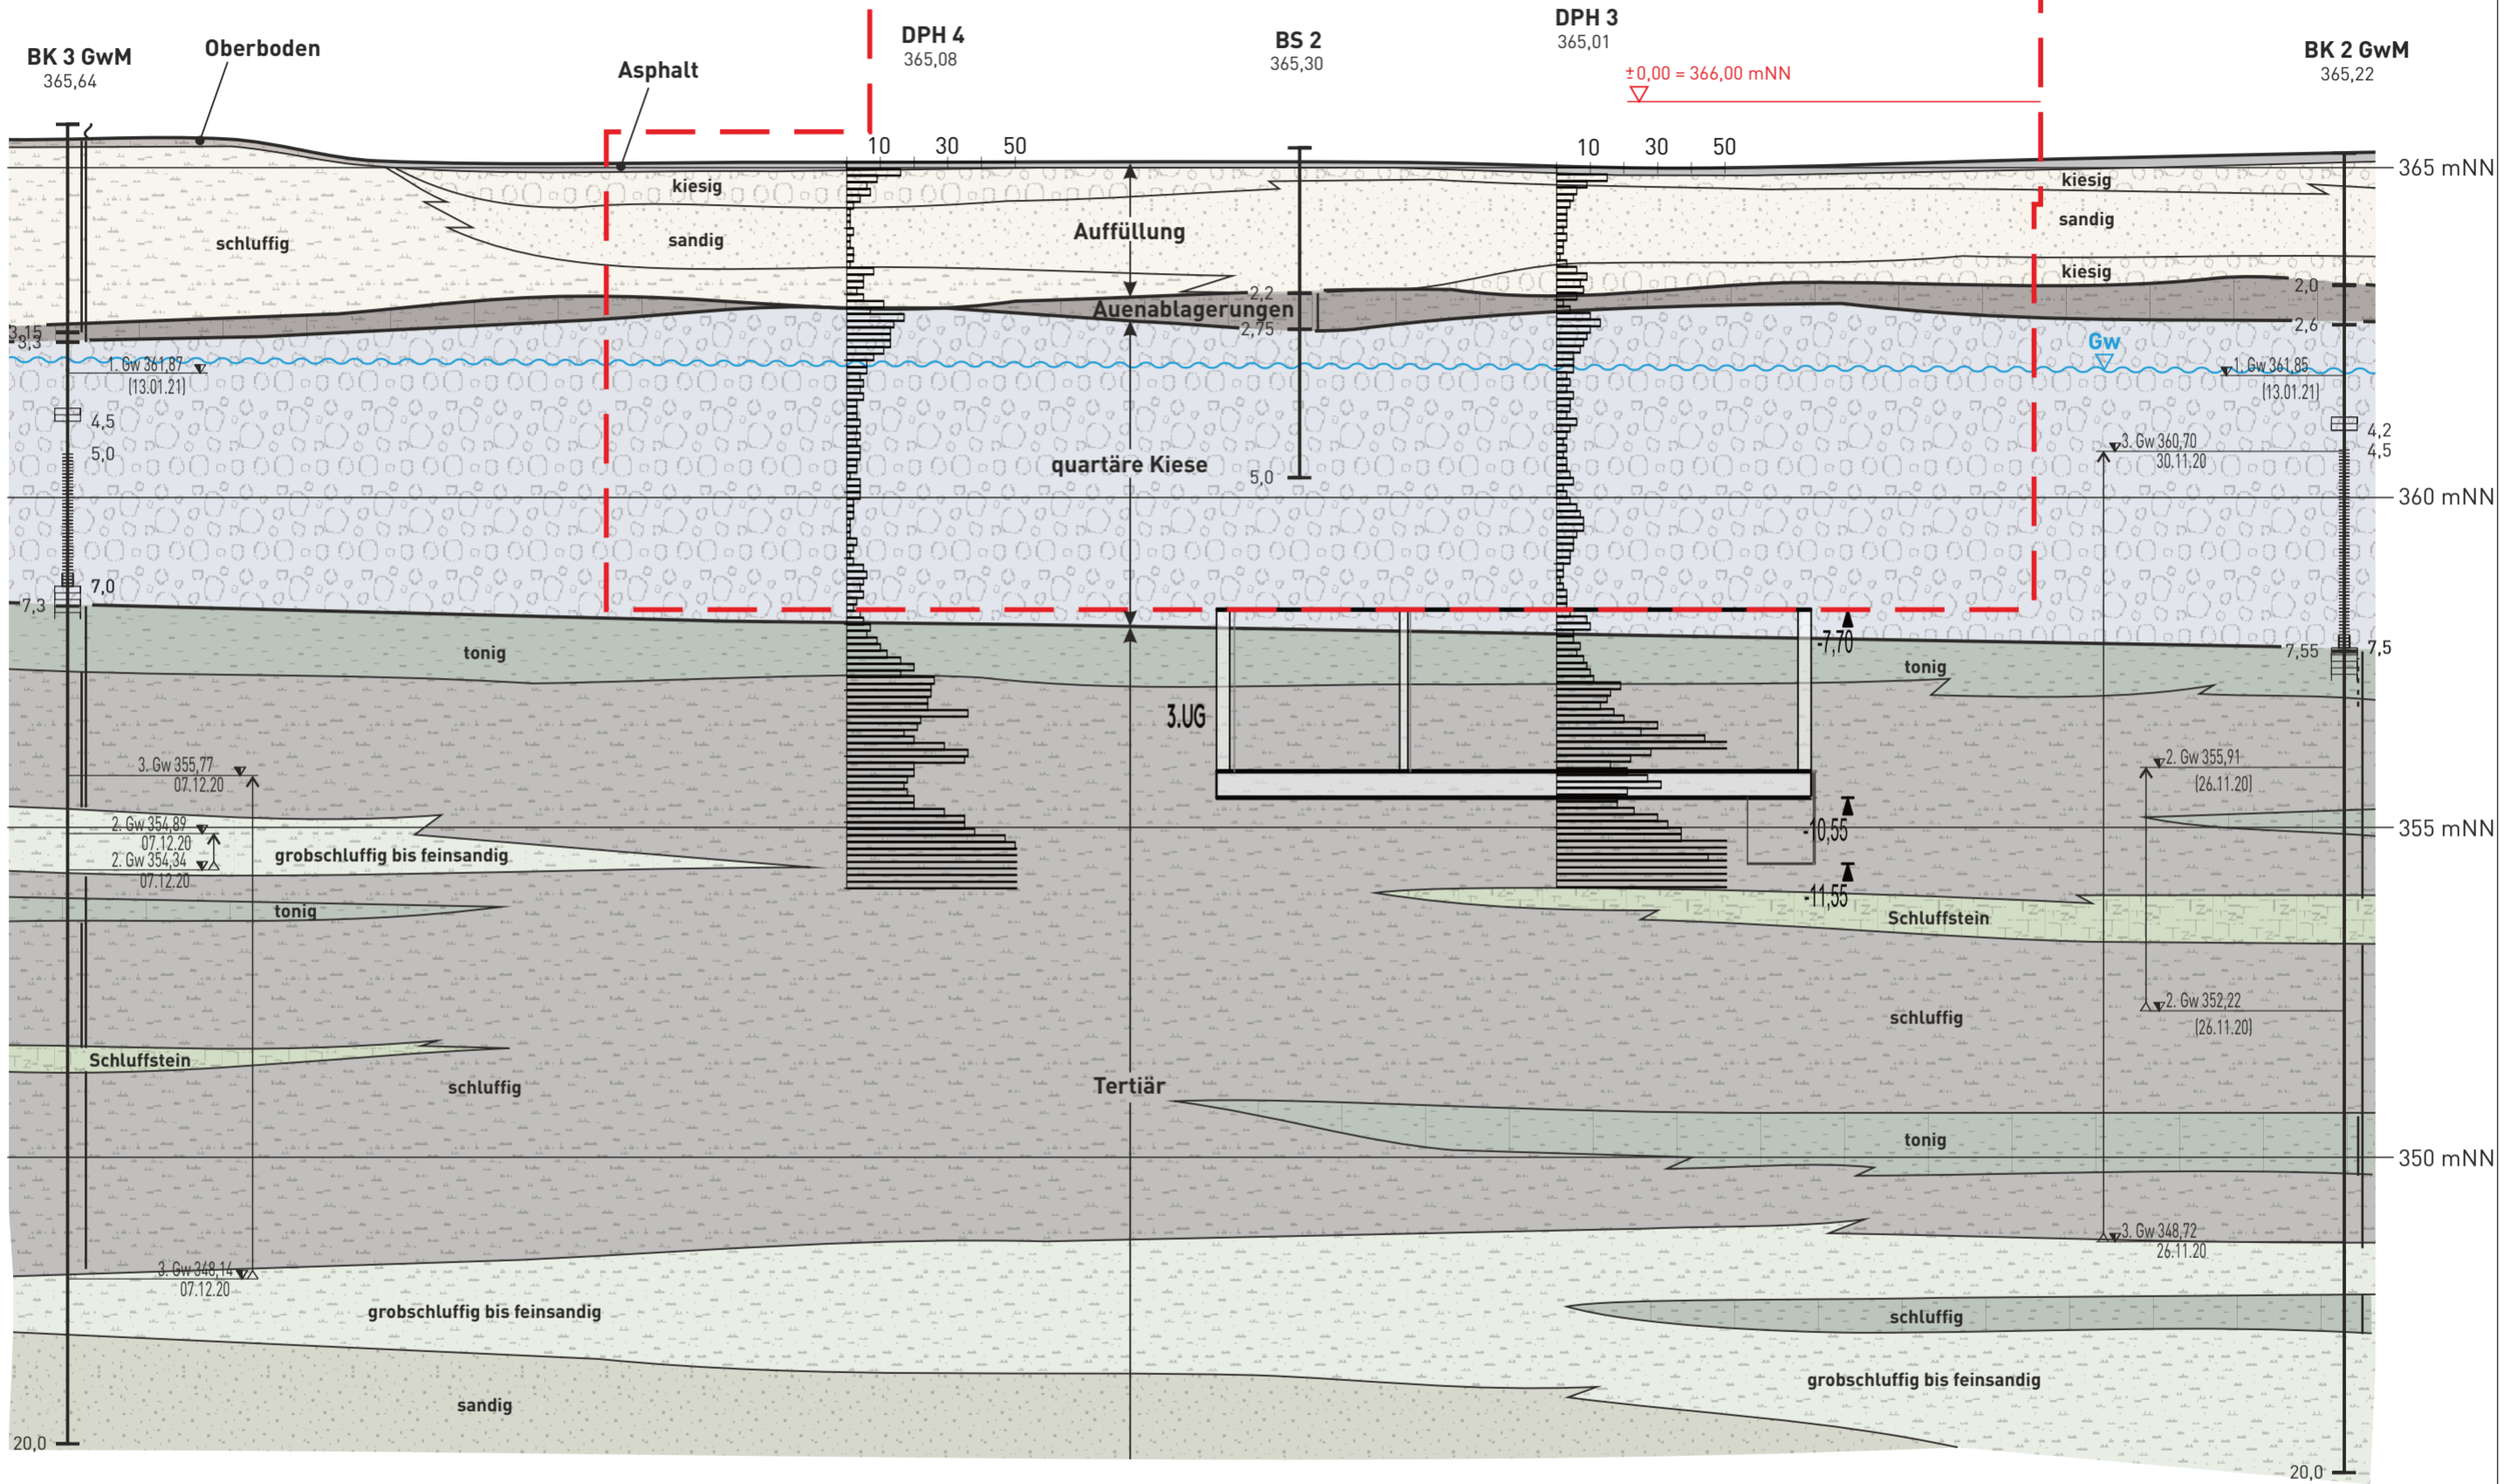 DPH 3
365,01
DPH 4
365,08
BS 2
365,30
BK 3 GwM
365,64
Oberboden
Asphalt
BK 2 GwM
365,22
±0,00 = 366,00 mNN
10 30 50
10 30 50
365 mNN
kiesig
kiesig
schluffig
sandig
Auffüllung
sandig
kiesig
2,2
2,0
Auenablagerungen
2,75
2,6
3,15
3,3
Gw
1. Gw 361,87
(13.01.21)
1. Gw 361,85
(13.01.21)
4,5
5,0
4,2
4,5
3. Gw 360,70
30.11.20
quartäre Kiese
5,0
360 mNN
7,0
7,3
-7,70
7,55
7,5
tonig
tonig
3.UG
3. Gw 355,77
07.12.20
2. Gw 355,91
(26.11.20)
2. Gw 354,89
07.12.20
2. Gw 354,34
07.12.20
grobschluffig bis feinsandig
-10,55
355 mNN
-11,55
tonig
Schluffstein
2. Gw 352,22
(26.11.20)
schluffig
Schluffstein
schluffig
Tertiär
tonig
350 mNN
3. Gw 348,72
26.11.20
3. Gw 348,14
07.12.20
grobschluffig bis feinsandig
schluffig
grobschluffig bis feinsandig
sandig
20,0
20,0